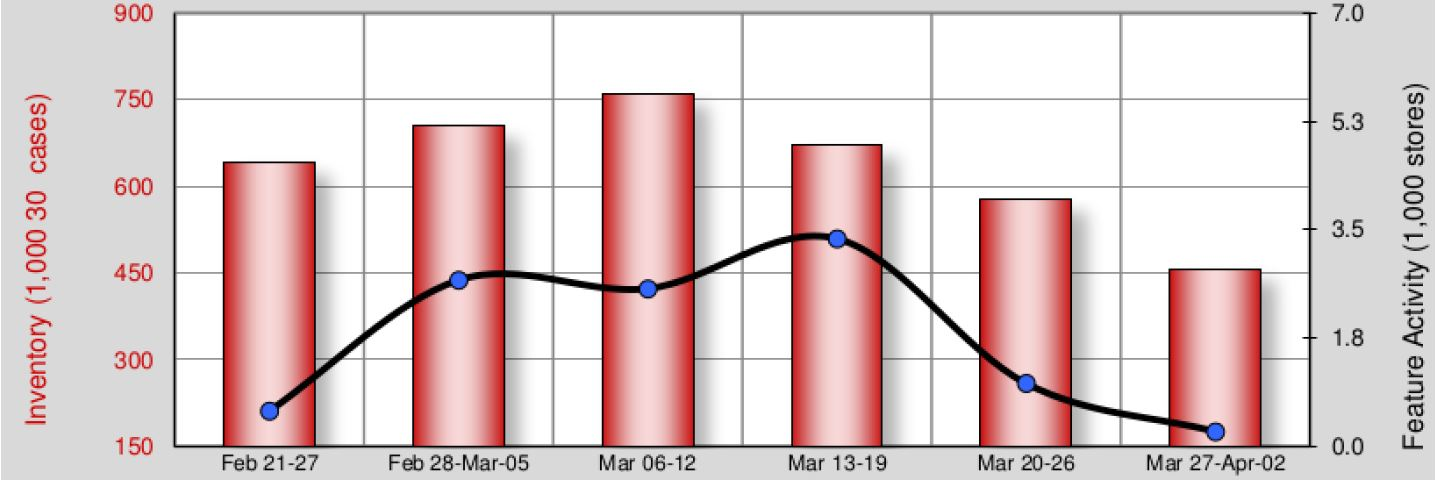 Inventory (1,000 30 cases)
900
750
600
450
300
150
7.0
5.3
3.5
1.8
0.0
Feature Activity (1,000 stores)
Feb 21-27
Feb 28-Mar-05
Mar 06-12
Mar 13-19
Mar 20-26
Mar 27-Apr-02